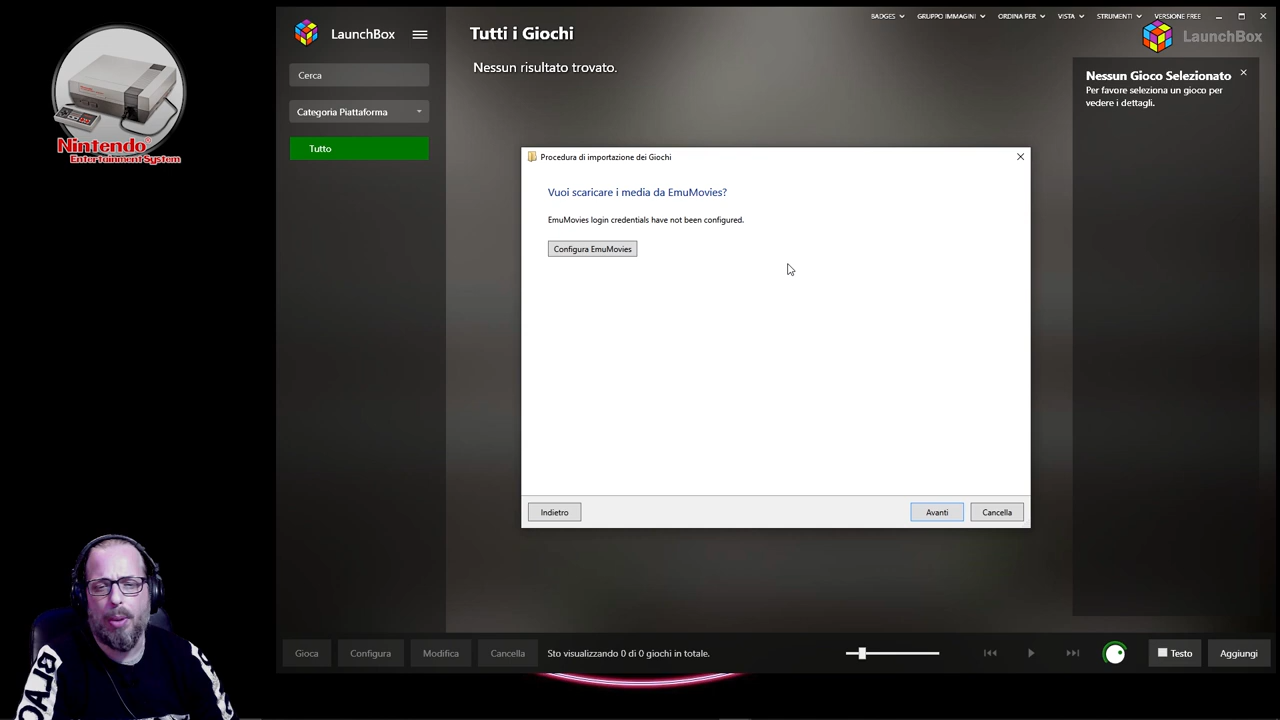 Nintendo®
Entertainment System
LaunchBox
Cerca
Categoria Piattaforma
Tutto
Tutti i Giochi
Nessun risultato trovato.
BADGES
GRUPPO IMMAGINI
ORDINA PER
VISTA
STRUMENTI
VERSIONE FREE
LaunchBox
Nessun Gioco Selezionato
Per favore seleziona un gioco per
vedere i dettagli.
Procedura di importazione dei Giochi
Vuoi scaricare i media da EmuMovies?
EmuMovies login credentials have not been configured.
Configura EmuMovies
Indietro
Avanti
Cancella
Gioca
Configura
Modifica
Cancella
Sto visualizzando 0 di 0 giochi in totale.
Testo
Aggiungi